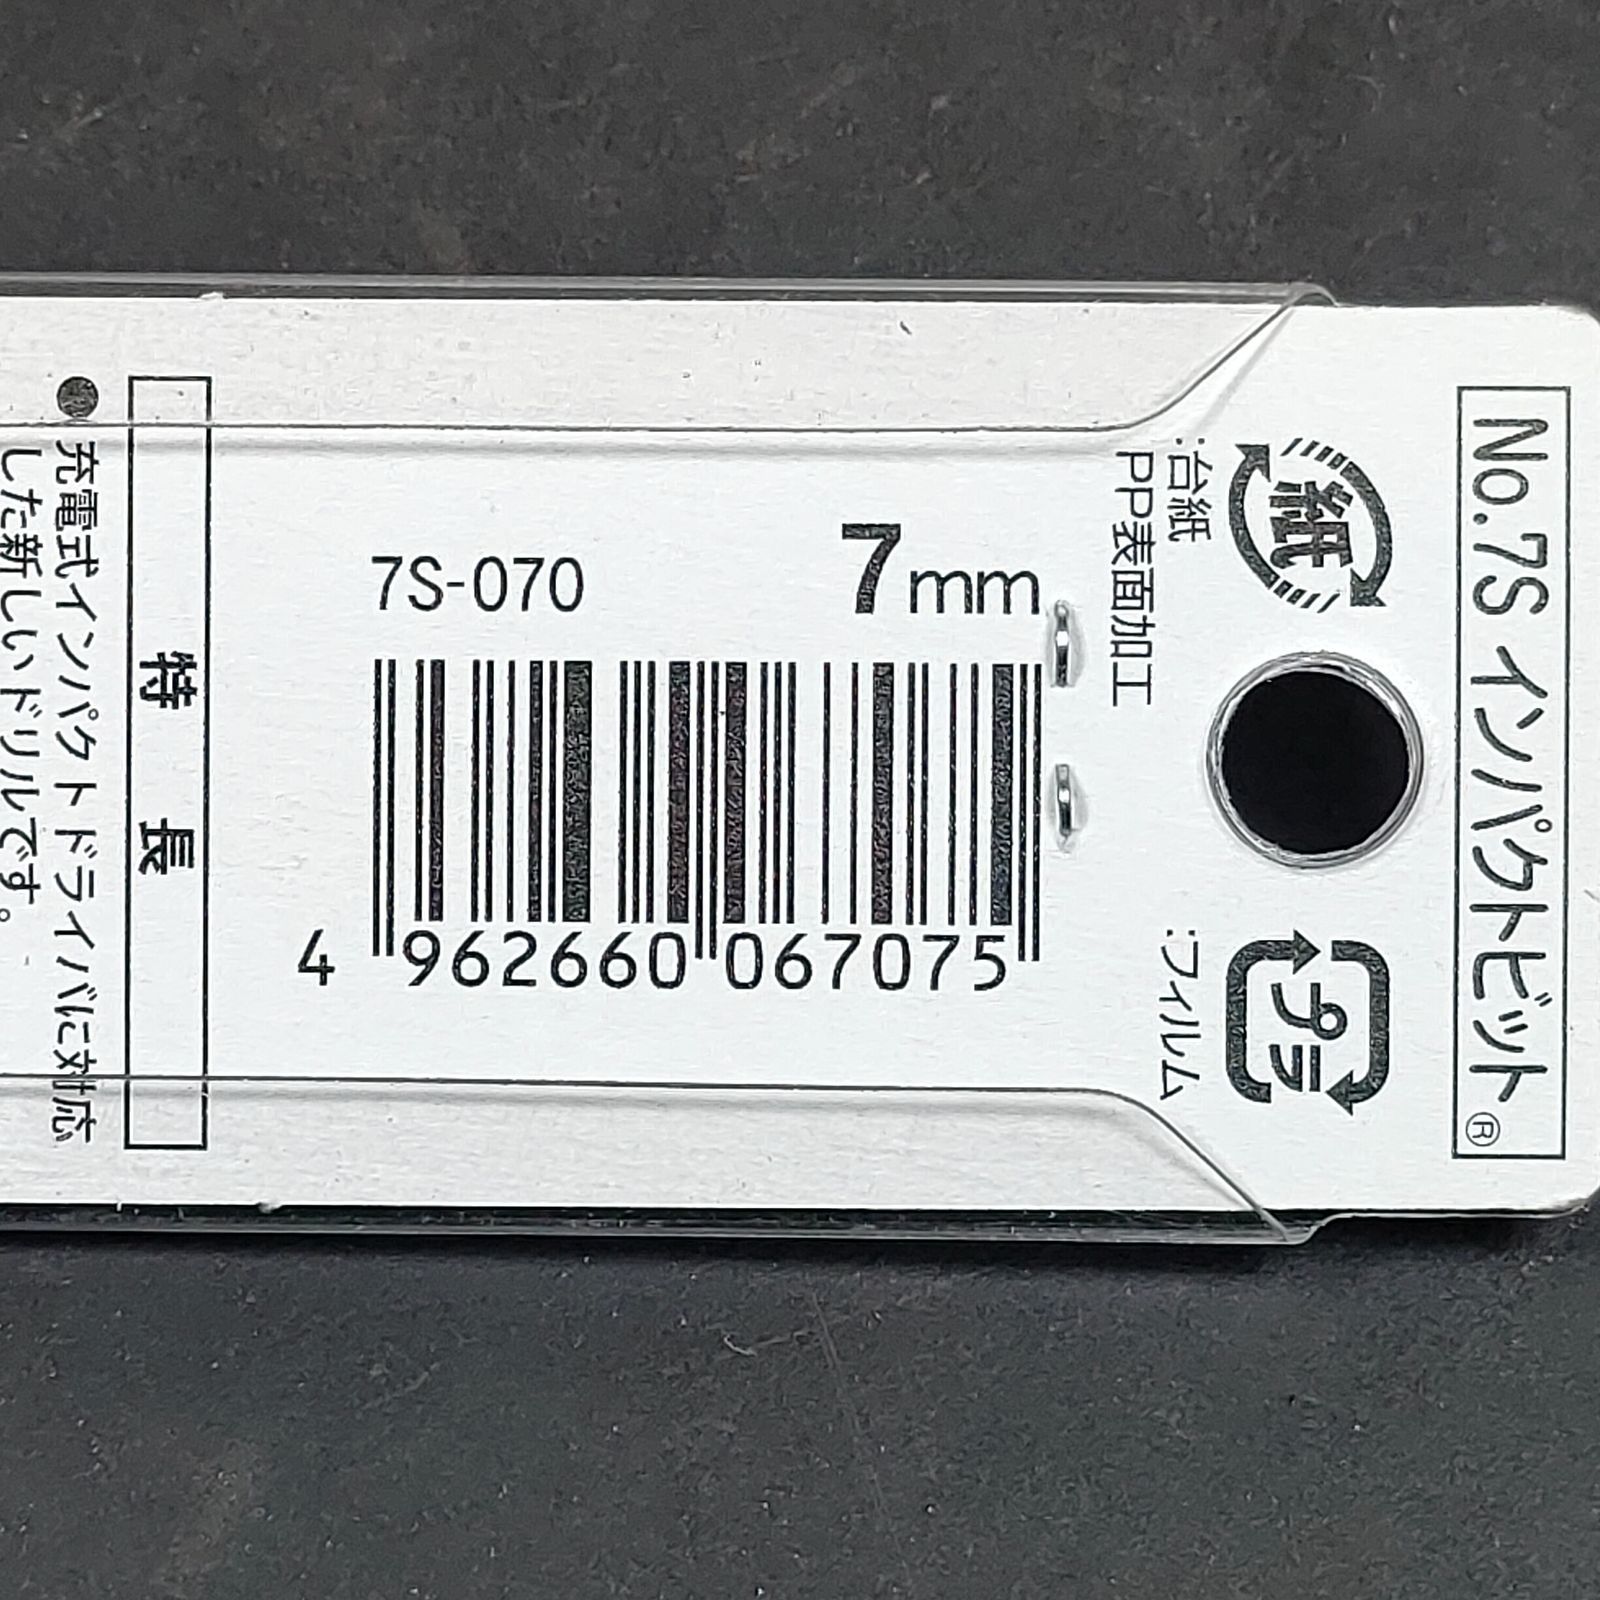 No.7S インパクトビット®
紙
:台紙
PP表面加工
プラ
:フィルム
7S-070
7mm
4 962660 067075
特 長
● 充電式インパクトドライバに対応
した新しいドリルです。